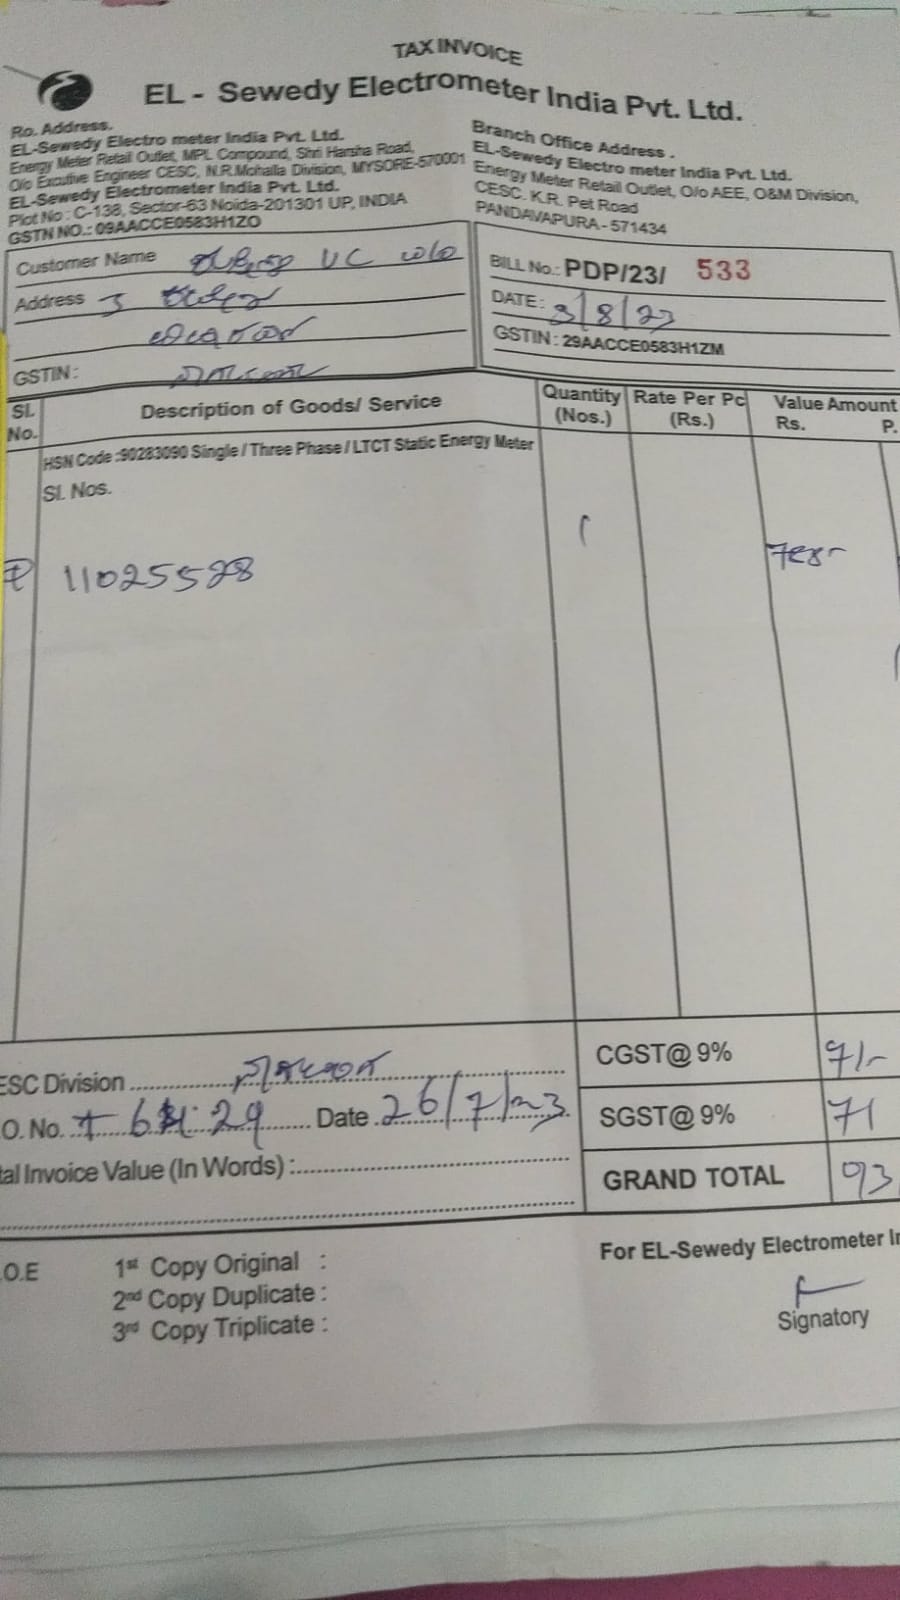 TAX INVOICE
EL - Sewedy Electrometer India Pvt. Ltd.
Ro. Address.
EL-Sewedy Electro meter India Pvt. Ltd.
Energy Meter Retail Outlet, MPL Compound, Shri Harsha Road,
O/o Excutive Engineer CESC, N.R.Mohalla Division, MYSORE-570001
EL-Sewedy Electrometer India Pvt. Ltd.
Plot No : C-138, Sector-63 Noida-201301 UP, INDIA
GSTN NO.: 09AACCE0583H1ZO
Branch Office Address .
EL-Sewedy Electro meter India Pvt. Ltd.
Energy Meter Retail Outlet, O/o AEE, O&M Division,
CESC. K.R. Pet Road
PANDAVAPURA - 571434
Customer Name
Address
GSTIN :
BILL No.: PDP/23/ 533
DATE : 3/8/23
GSTIN : 29AACCE0583H1ZM
Sl. No. Description of Goods/ Service Quantity (Nos.) Rate Per Pc (Rs.) Value Amount Rs. P.
HSN Code :90283090 Single / Three Phase / LTCT Static Energy Meter
Sl. Nos.
11025528 1
ESC Division
O. No. 29 Date 26/7/23
tal Invoice Value (In Words) :
CGST@ 9% 71/-
SGST@ 9% 71
GRAND TOTAL 93
.O.E
1st Copy Original :
2nd Copy Duplicate :
3rd Copy Triplicate :
For EL-Sewedy Electrometer In
Signatory